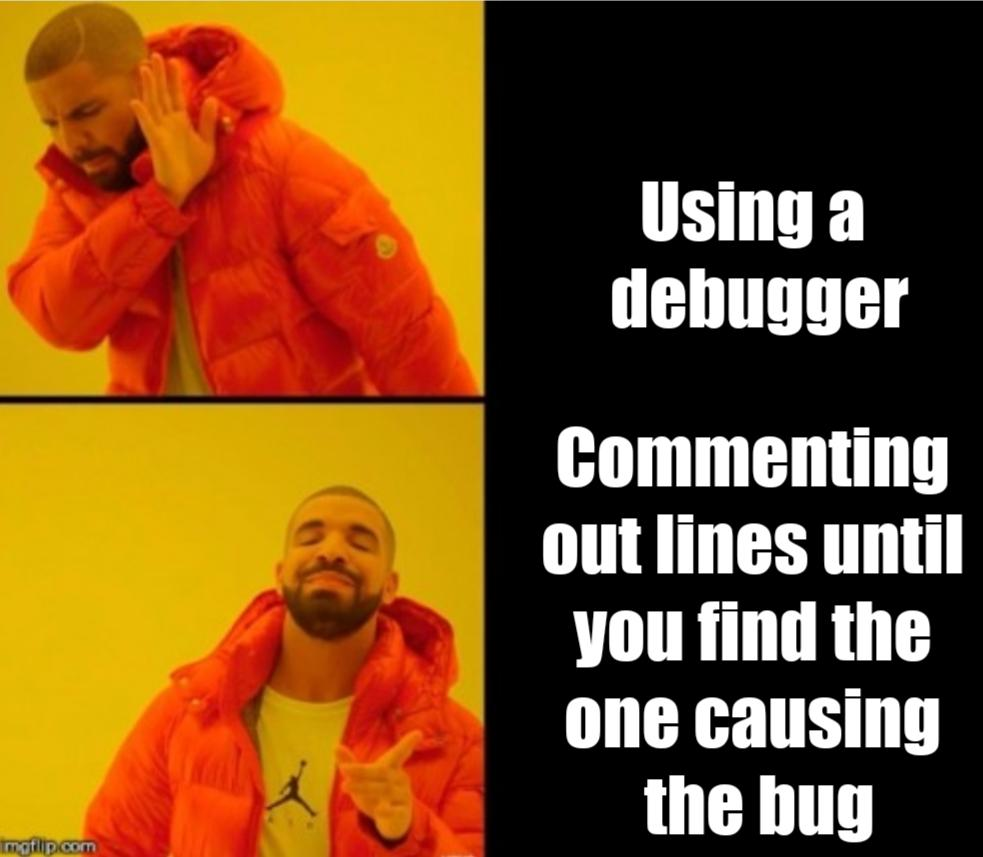 Using a
debugger
Commenting
out lines until
you find the
one causing
the bug
imgflip.com